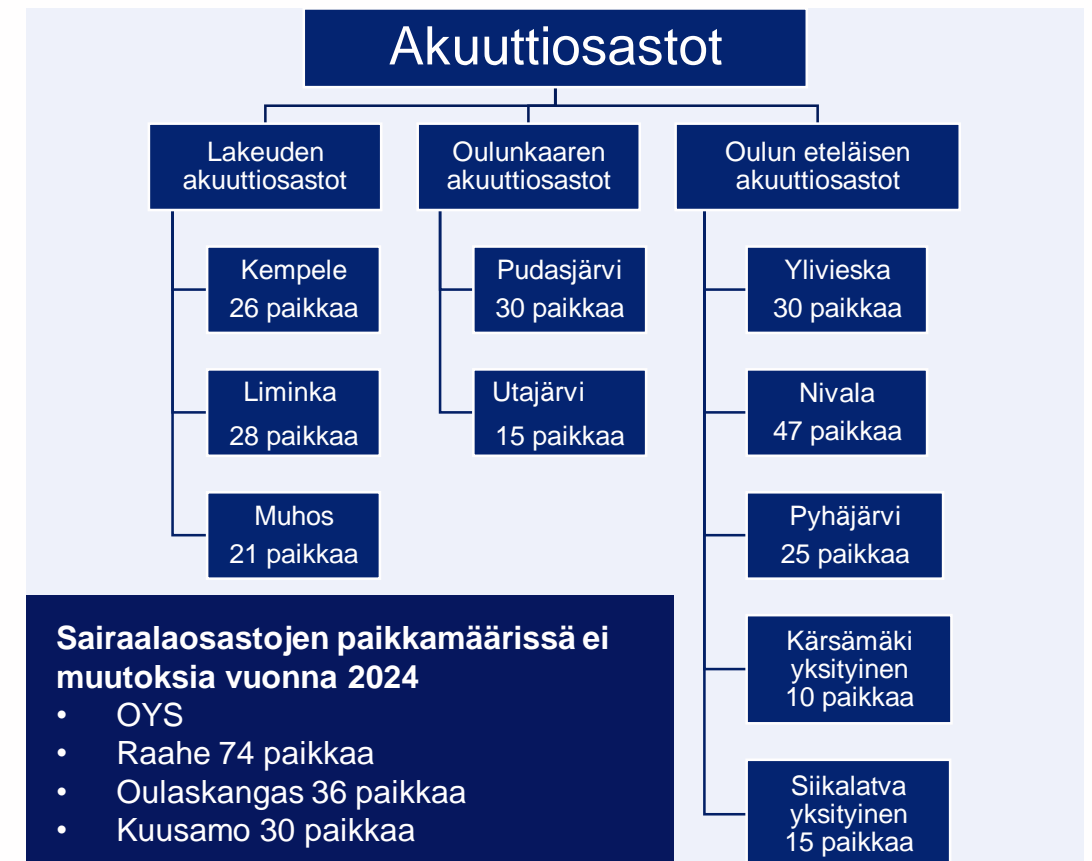 Akuuttiosastot
Lakeuden
akuuttiosastot
Kempele
26 paikkaa
Liminka
28 paikkaa
Muhos
21 paikkaa
Oulunkaaren
akuuttiosastot
Pudasjärvi
30 paikkaa
Utajärvi
15 paikkaa
Oulun eteläisen
akuuttiosastot
Ylivieska
30 paikkaa
Nivala
47 paikkaa
Pyhäjärvi
25 paikkaa
Kärsämäki
yksityinen
10 paikkaa
Siikalatva
yksityinen
15 paikkaa
Sairaalaosastojen paikkamäärissä ei
muutoksia vuonna 2024
• OYS
• Raahe 74 paikkaa
• Oulaskangas 36 paikkaa
• Kuusamo 30 paikkaa